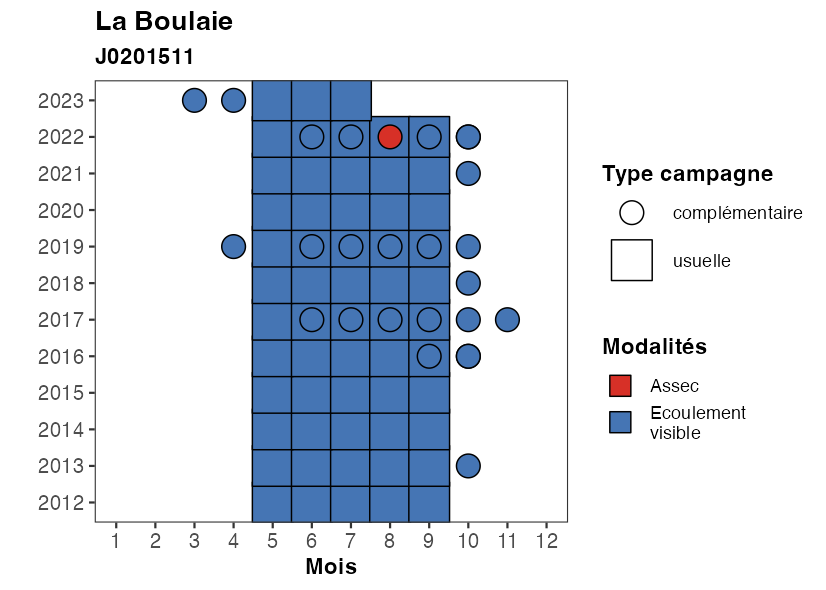 La Boulaie
J0201511
2023
2022
2021
2020
2019
2018
2017
2016
2015
2014
2013
2012
1 2 3 4 5 6 7 8 9 10 11 12
Mois
Type campagne
complémentaire
usuelle
Modalités
Assec
Ecoulement
visible